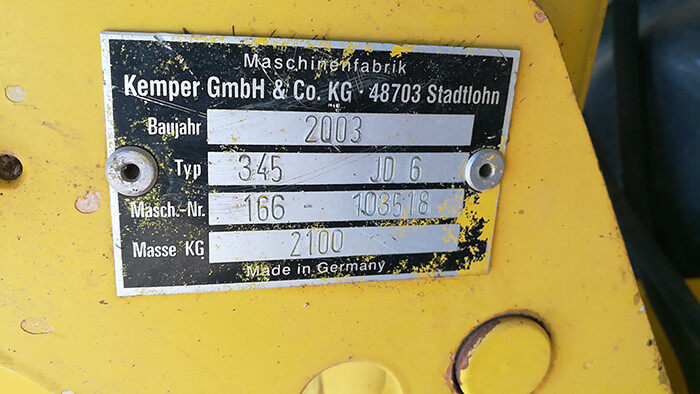 Maschinenfabrik
Kemper GmbH & Co. KG · 48703 Stadtlohn
Baujahr 2003
Typ 345 JD 6
Masch.-Nr. 166 - 103518
Masse KG 2100
Made in Germany